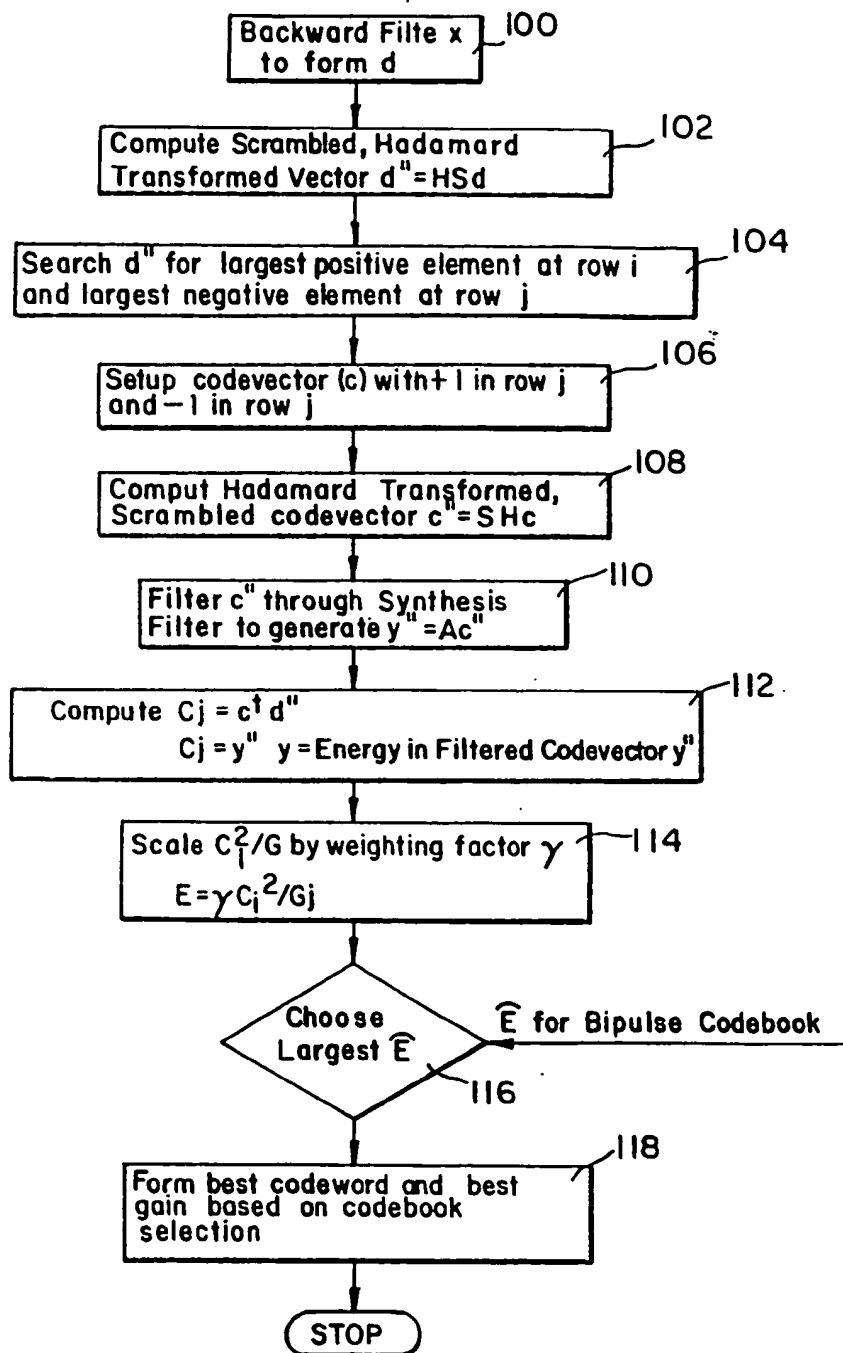 Backward Filte x
to form d
100
Compute Scrambled, Hadamard
Transformed Vector d" = HSd
102
Search d" for largest positive element at row i
and largest negative element at row j
104
Setup codevector (c) with + 1 in row j
and — 1 in row j
106
Comput Hadamard Transformed,
Scrambled codevector c" = SHc
108
Filter c" through Synthesis
Filter to generate y" = Ac"
110
Compute Cj = c† d"
Cj = y" y = Energy in Filtered Codevector y"
112
Scale Cj²/G by weighting factor γ
E = γ Ci²/Gj
114
Choose
Largest Ê
116
Ê for Bipulse Codebook
Form best codeword and best
gain based on codebook
selection
118
STOP